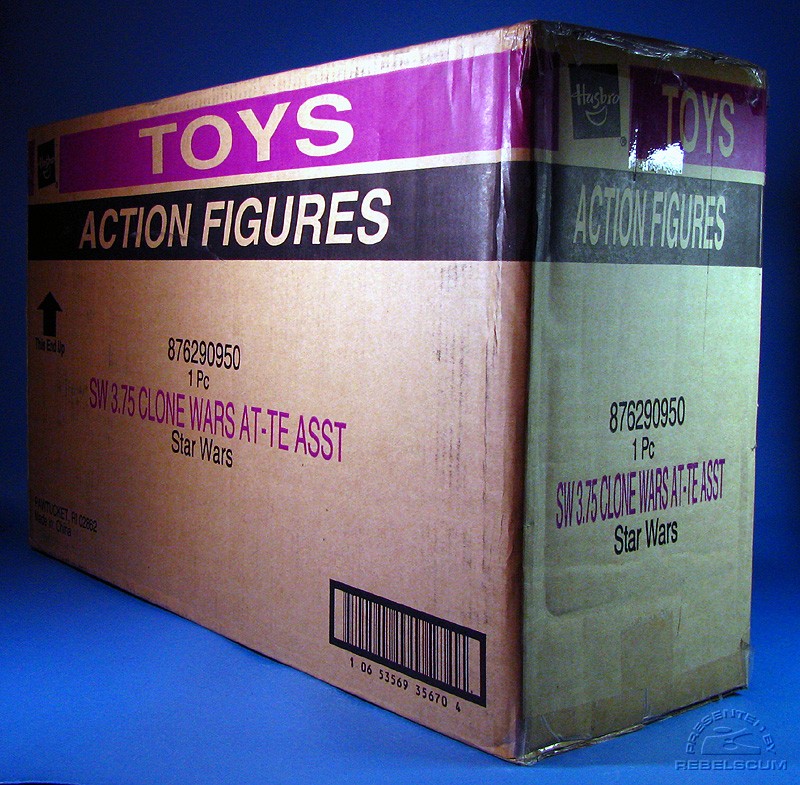 TOYS
ACTION FIGURES
This End Up
876290950
1 Pc
SW 3.75 CLONE WARS AT-TE ASST
Star Wars
PAWTUCKET, RI 02862
Made in China
1 06 53569 35670 4
Hasbro
®
TOYS
ACTION FIGURES
876290950
1 Pc
SW 3.75 CLONE WARS AT-TE ASST
Star Wars
PRESENTED BY
REBELSCUM